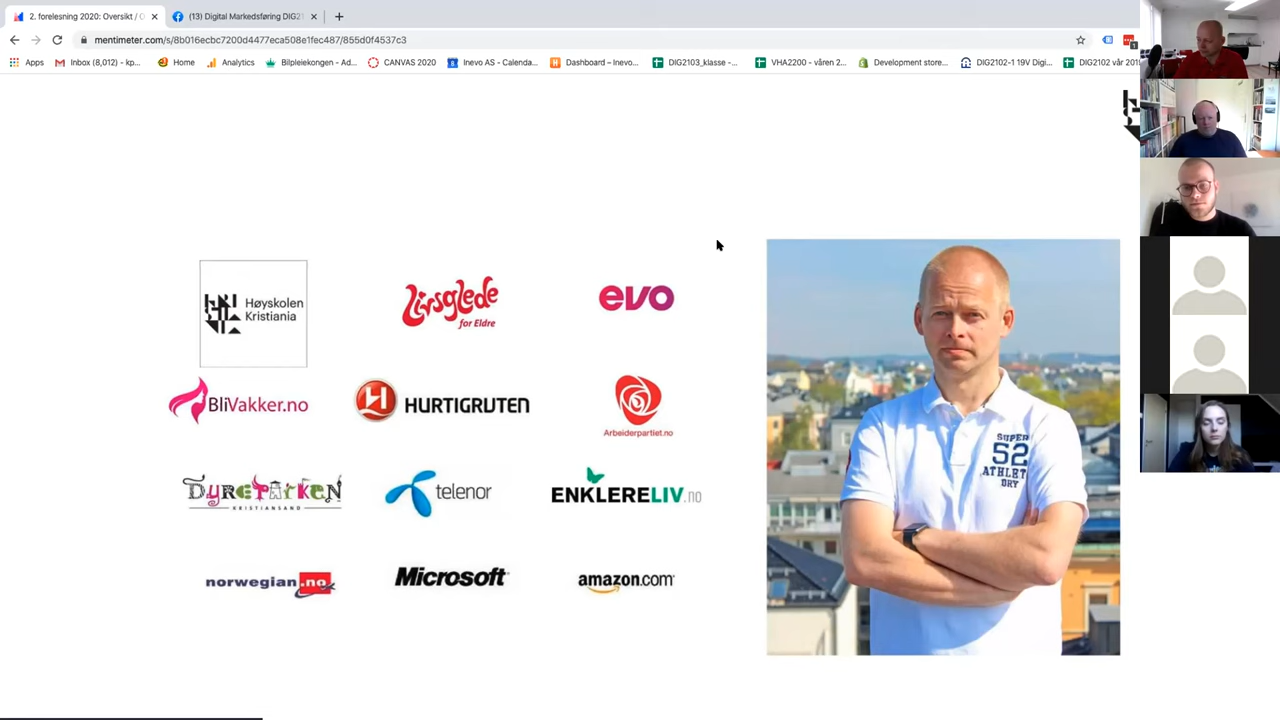 2. forelesning 2020: Oversikt / O
(13) Digital Markedsføring DIG21
mentimeter.com/s/8b016ecbc7200d4477eca508e1fec487/855d0f4537c3
Apps
Inbox (8,012) - kp...
Home
Analytics
Bilpleiekongen - Ad...
CANVAS 2020
Inevo AS - Calenda...
Dashboard – Inevo...
DIG2103_klasse -...
VHA2200 - våren 2...
Development store...
DIG2102-1 19V Digi...
DIG2102 vår 201
Høyskolen
Kristiania
Livsglede
for Eldre
evo
BliVakker.no
HURTIGRUTEN
Arbeiderpartiet.no
DyrepArken
KRISTIANSAND
telenor
ENKLERELIV.no
norwegian.no
Microsoft
amazon.com
SUPER
52
ATHLET
DRY